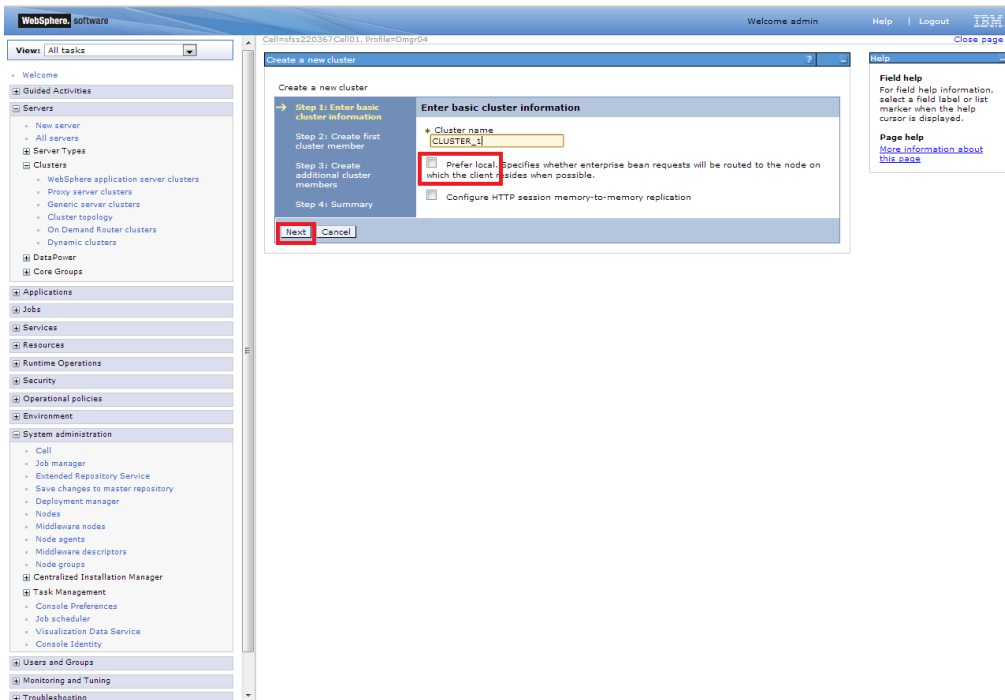 WebSphere. software
Welcome admin
Help | Logout
IBM
View: All tasks
Welcome
Guided Activities
Servers
New server
All servers
Server Types
Clusters
WebSphere application server clusters
Proxy server clusters
Generic server clusters
Cluster topology
On Demand Router clusters
Dynamic clusters
DataPower
Core Groups
Applications
Jobs
Services
Resources
Runtime Operations
Security
Operational policies
Environment
System administration
Cell
Job manager
Extended Repository Service
Save changes to master repository
Deployment manager
Nodes
Middleware nodes
Node agents
Middleware descriptors
Node groups
Centralized Installation Manager
Task Management
Console Preferences
Job scheduler
Visualization Data Service
Console Identity
Users and Groups
Monitoring and Tuning
Troubleshooting
Cell=ofss220367Cell01, Profile=Dmgr04
Close page
Create a new cluster
?
Create a new cluster
Step 1: Enter basic
cluster information
Step 2: Create first
cluster member
Step 3: Create
additional cluster
members
Step 4: Summary
Enter basic cluster information
* Cluster name
CLUSTER_1
Prefer local. Specifies whether enterprise bean requests will be routed to the node on
which the client resides when possible.
Configure HTTP session memory-to-memory replication
Next Cancel
Help
Field help
For field help information,
select a field label or list
marker when the help
cursor is displayed.
Page help
More information about
this page